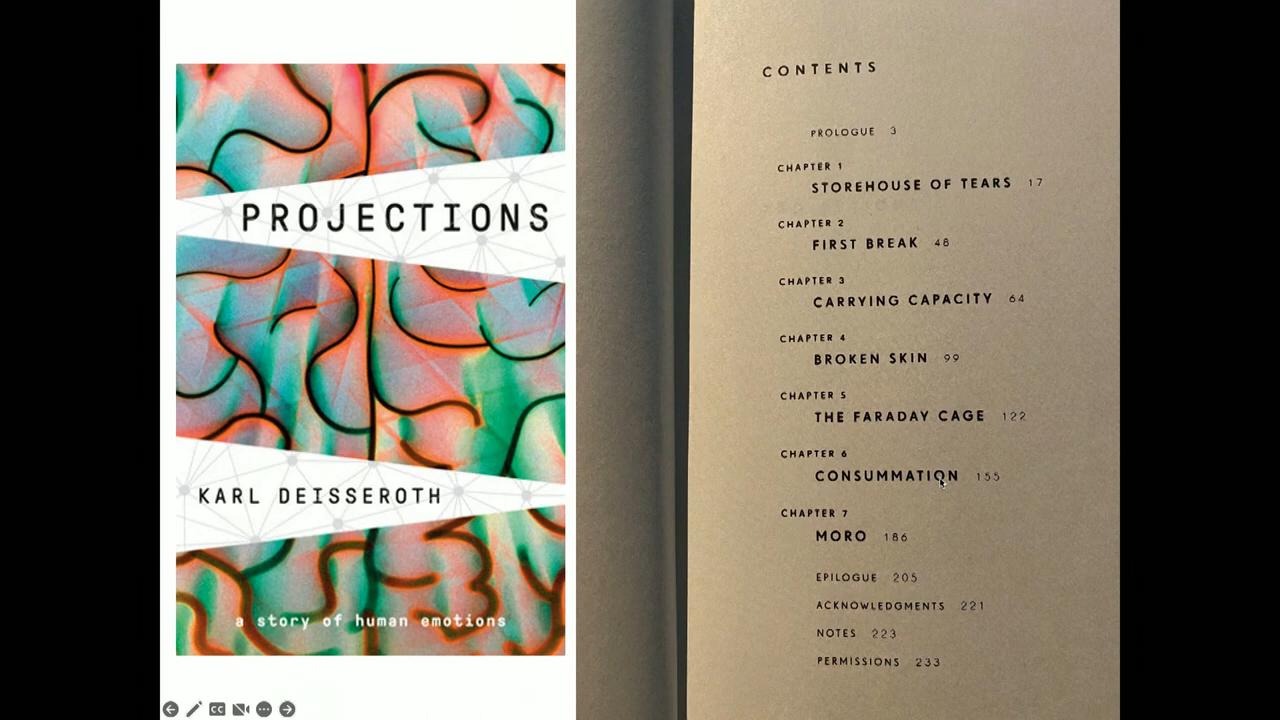 PROJECTIONS
KARL DEISSEROTH
a story of human emotions
CC
CONTENTS
PROLOGUE 3
CHAPTER 1
STOREHOUSE OF TEARS 17
CHAPTER 2
FIRST BREAK 48
CHAPTER 3
CARRYING CAPACITY 64
CHAPTER 4
BROKEN SKIN 99
CHAPTER 5
THE FARADAY CAGE 122
CHAPTER 6
CONSUMMATION 155
CHAPTER 7
MORO 186
EPILOGUE 205
ACKNOWLEDGMENTS 221
NOTES 223
PERMISSIONS 233